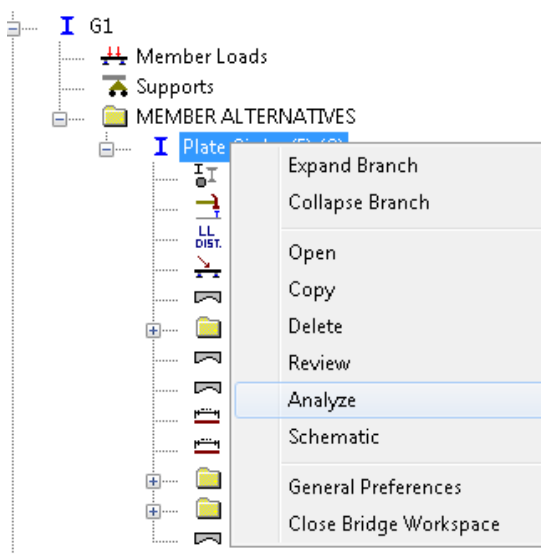 G1
Member Loads
Supports
MEMBER ALTERNATIVES
Plate
Expand Branch
Collapse Branch
LL
DIST.
Open
Copy
Delete
Review
Analyze
Schematic
General Preferences
Close Bridge Workspace